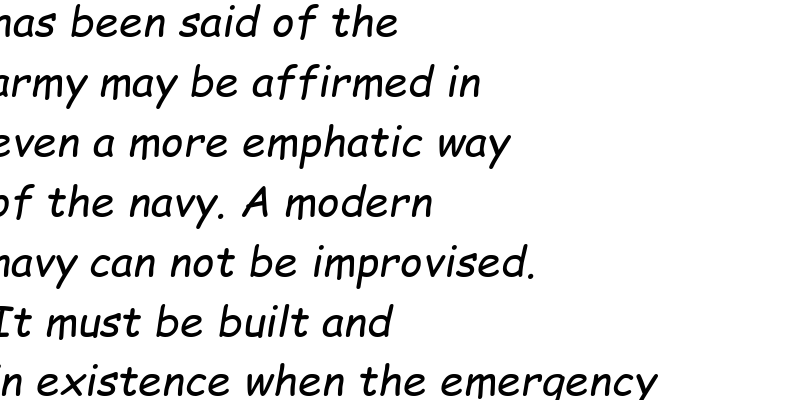 has been said of the
army may be affirmed in
even a more emphatic way
of the navy. A modern
navy can not be improvised.
It must be built and
in existence when the emergency